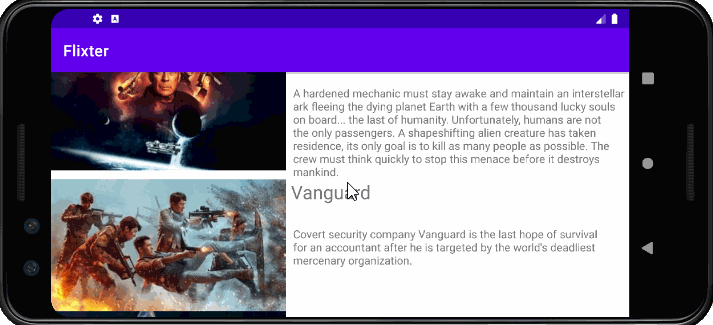 Flixter
A hardened mechanic must stay awake and maintain an interstellar
ark fleeing the dying planet Earth with a few thousand lucky souls
on board... the last of humanity. Unfortunately, humans are not
the only passengers. A shapeshifting alien creature has taken
residence, its only goal is to kill as many people as possible. The
crew must think quickly to stop this menace before it destroys
mankind.
Vanguard
Covert security company Vanguard is the last hope of survival
for an accountant after he is targeted by the world's deadliest
mercenary organization.